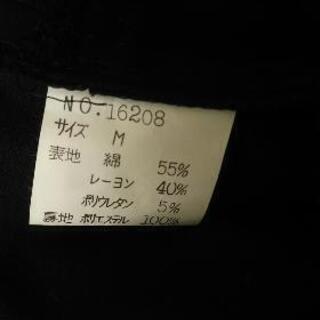 NO.16208
サイズ M
表地 綿 55%
レーヨン 40%
ポリウレタン 5%
裏地 ポリエステル 100%